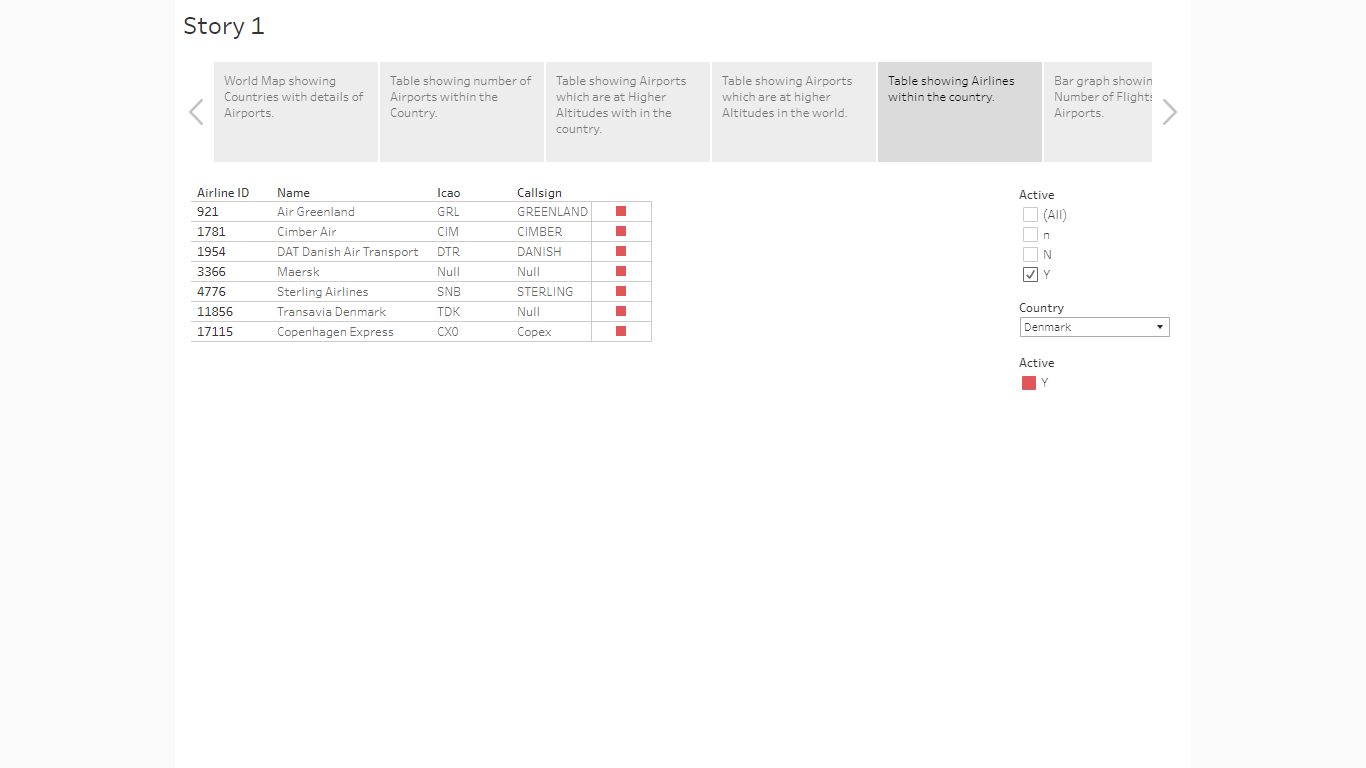 Story 1
World Map showing
Countries with details of
Airports.
Table showing number of
Airports within the
Country.
Table showing Airports
which are at Higher
Altitudes with in the
country.
Table showing Airports
which are at higher
Altitudes in the world.
Table showing Airlines
within the country.
Bar graph showin
Number of Flights
Airports.
Airline ID Name Icao Callsign
921 Air Greenland GRL GREENLAND
1781 Cimber Air CIM CIMBER
1954 DAT Danish Air Transport DTR DANISH
3366 Maersk Null Null
4776 Sterling Airlines SNB STERLING
11856 Transavia Denmark TDK Null
17115 Copenhagen Express CX0 Copex
Active
(All)
n
N
Y
Country
Denmark
Active
Y